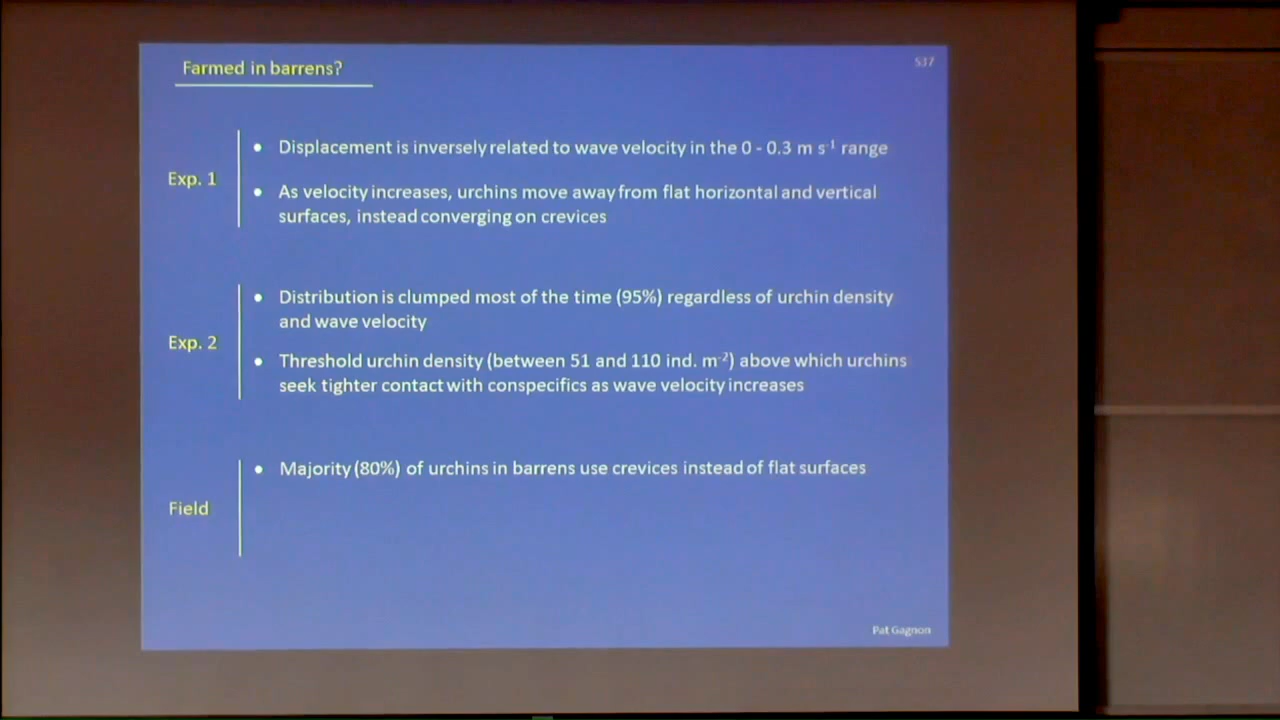 Farmed in barrens?
S37
Exp. 1
• Displacement is inversely related to wave velocity in the 0 - 0.3 m s⁻¹ range
• As velocity increases, urchins move away from flat horizontal and vertical
surfaces, instead converging on crevices
Exp. 2
• Distribution is clumped most of the time (95%) regardless of urchin density
and wave velocity
• Threshold urchin density (between 51 and 110 ind. m⁻²) above which urchins
seek tighter contact with conspecifics as wave velocity increases
Field
• Majority (80%) of urchins in barrens use crevices instead of flat surfaces
Pat Gagnon